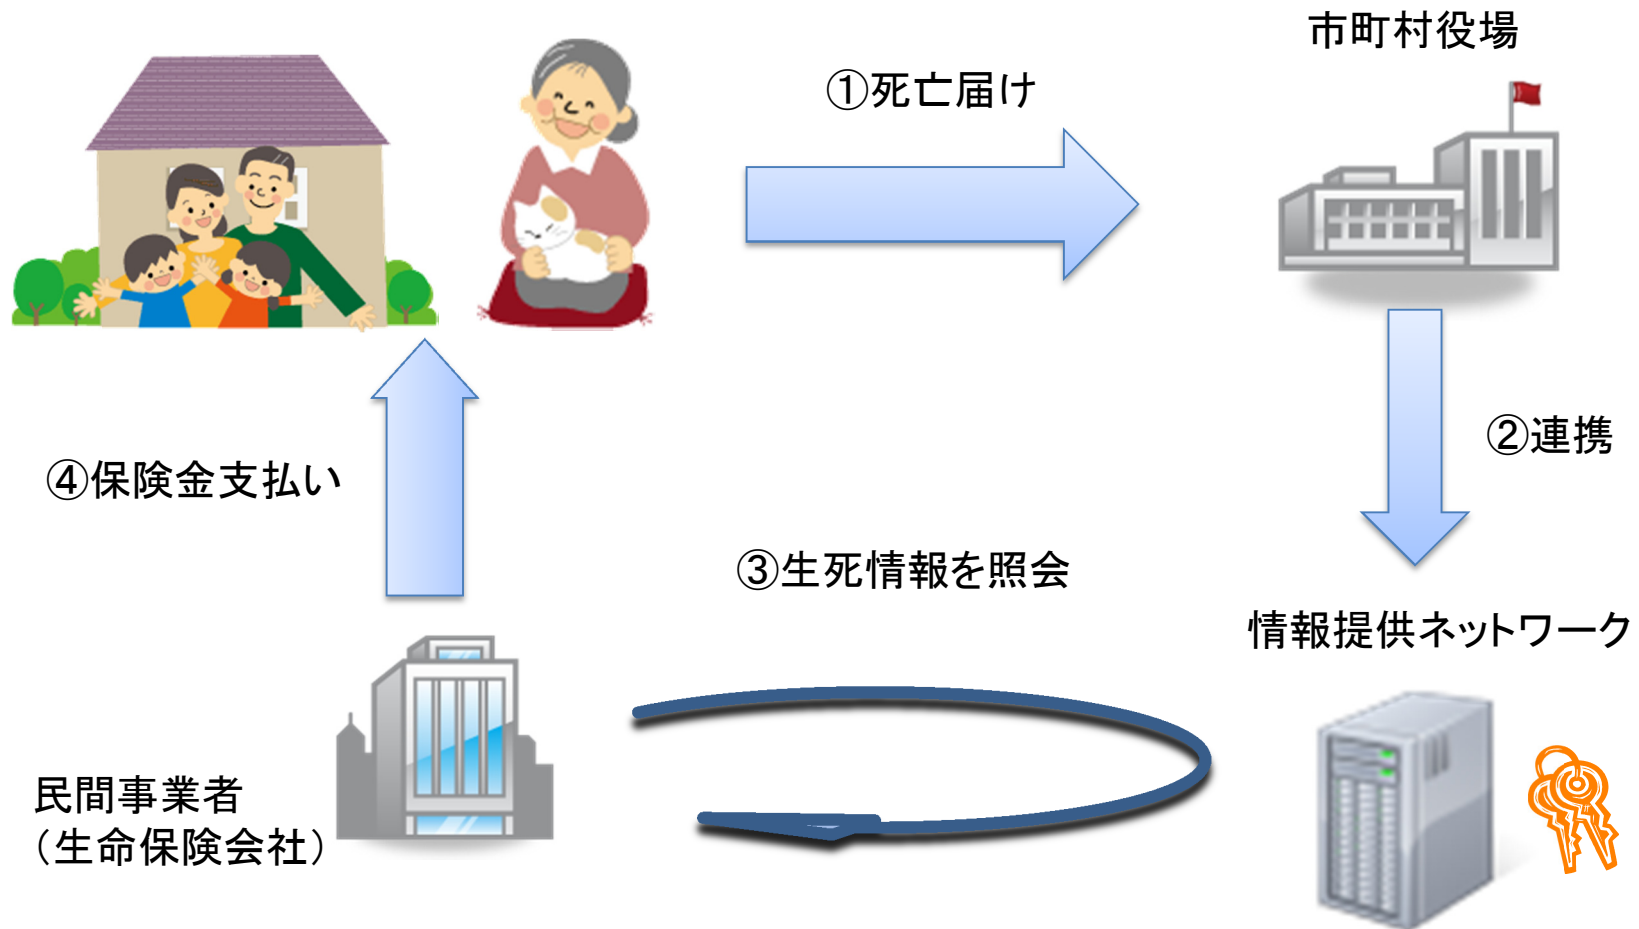 市町村役場
①死亡届け
②連携
④保険金支払い
③生死情報を照会
情報提供ネットワーク
民間事業者
（生命保険会社）